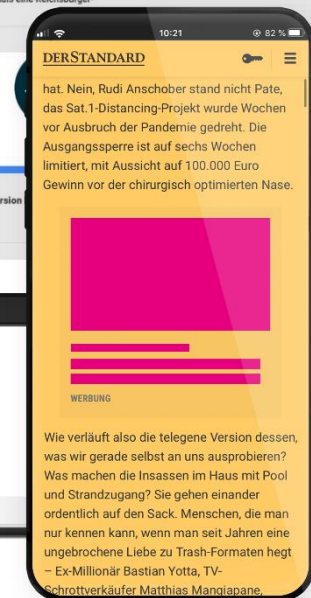 als eine Reichsbürger-
10:21
82 %
DERSTANDARD
hat. Nein, Rudi Anschober stand nicht Pate,
das Sat.1-Distancing-Projekt wurde Wochen
vor Ausbruch der Pandemie gedreht. Die
Ausgangssperre ist auf sechs Wochen
limitiert, mit Aussicht auf 100.000 Euro
Gewinn vor der chirurgisch optimierten Nase.
rsion
WERBUNG
Wie verläuft also die telegene Version dessen,
was wir gerade selbst an uns ausprobieren?
Was machen die Insassen im Haus mit Pool
und Strandzugang? Sie gehen einander
ordentlich auf den Sack. Menschen, die man
nur kennen kann, wenn man seit Jahren eine
ungebrochene Liebe zu Trash-Formaten hegt
– Ex-Millionär Bastian Yotta, TV-
Schrottverkäufer Matthias Mangiapane,